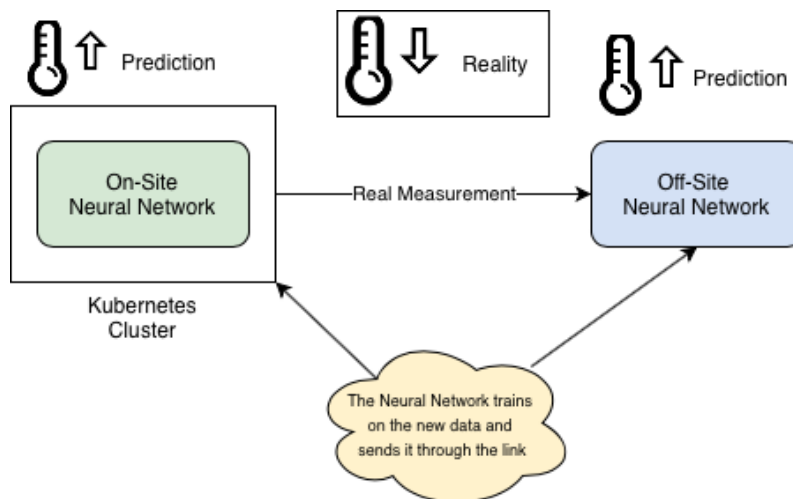 Prediction
Reality
Prediction
On-Site
Neural Network
Real Measurement
Off-Site
Neural Network
Kubernetes
Cluster
The Neural Network trains
on the new data and
sends it through the link